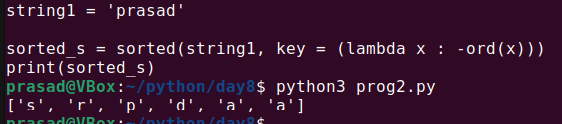 string1 = 'prasad'
sorted_s = sorted(string1, key = (lambda x : -ord(x)))
print(sorted_s)
prasad@VBox:~/python/day8$ python3 prog2.py
['s', 'r', 'p', 'd', 'a', 'a']
prasad@VBox:~/python/day8$